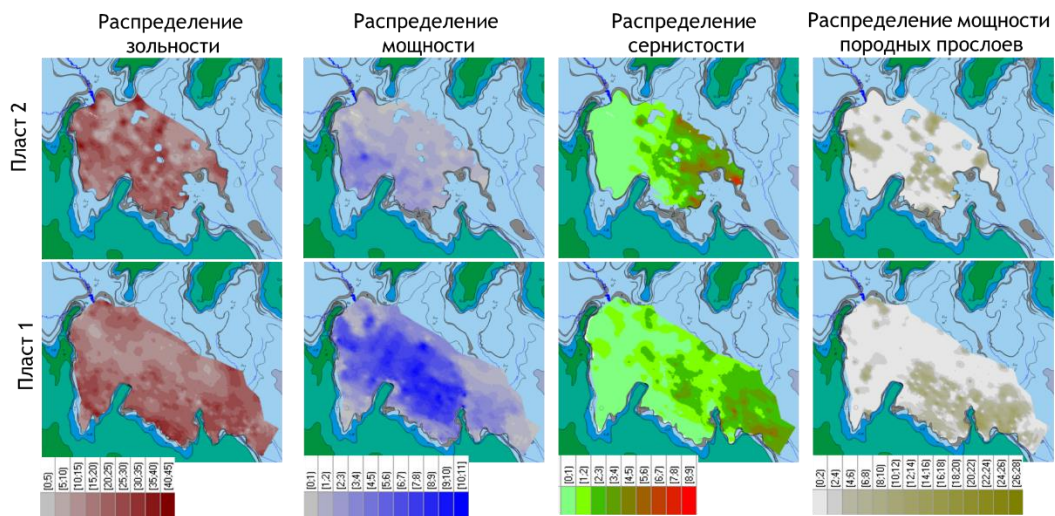 Распределение
зольности
Распределение
мощности
Распределение
сернистости
Распределение мощности
породных прослоев
Пласт 2
Пласт 1
[0;5) [5;10) [10;15) [15;20) [20;25) [25;30) [30;35) [35;40) [40;45]
[0;1) [1;2) [2;3) [3;4) [4;5) [5;6) [6;7) [7;8) [8;9) [9;10) [10;11]
[0;1) [1;2) [2;3) [3;4) [4;5) [5;6) [6;7) [7;8) [8;9]
[0;2) [2;4) [4;6) [6;8) [8;10) [10;12) [12;14) [14;16) [16;18) [18;20) [20;22) [22;24) [24;26) [26;28]